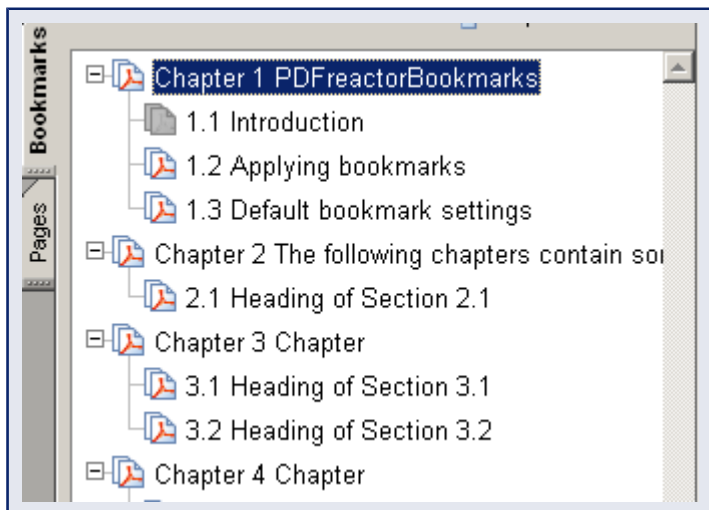 Bookmarks
Pages
Chapter 1 PDFreactorBookmarks
1.1 Introduction
1.2 Applying bookmarks
1.3 Default bookmark settings
Chapter 2 The following chapters contain
2.1 Heading of Section 2.1
Chapter 3 Chapter
3.1 Heading of Section 3.1
3.2 Heading of Section 3.2
Chapter 4 Chapter